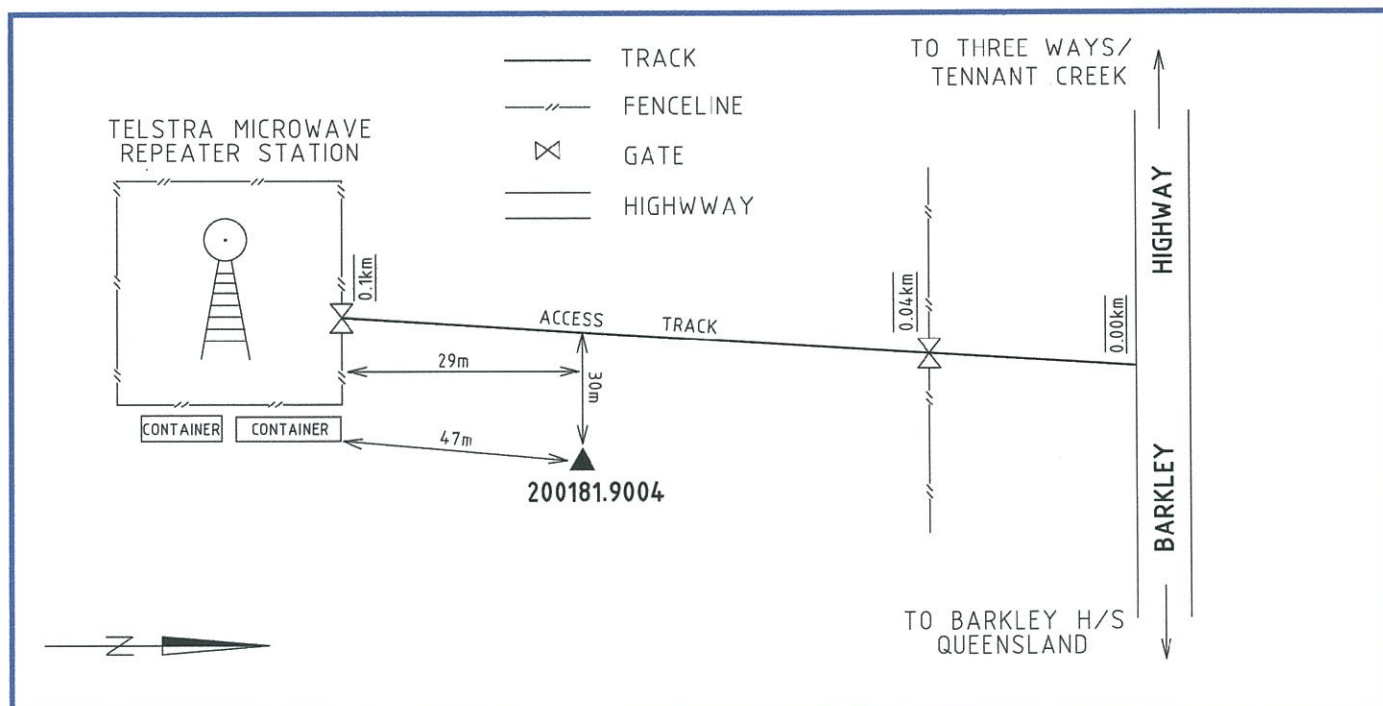 TO THREE WAYS/
TENNANT CREEK
TRACK
FENCELINE
GATE
HIGHWWAY
TELSTRA MICROWAVE
REPEATER STATION
0.1km
ACCESS TRACK
0.04km
0.00km
HIGHWAY
29m
30m
CONTAINER
CONTAINER
47m
200181.9004
BARKLEY
TO BARKLEY H/S
QUEENSLAND
N